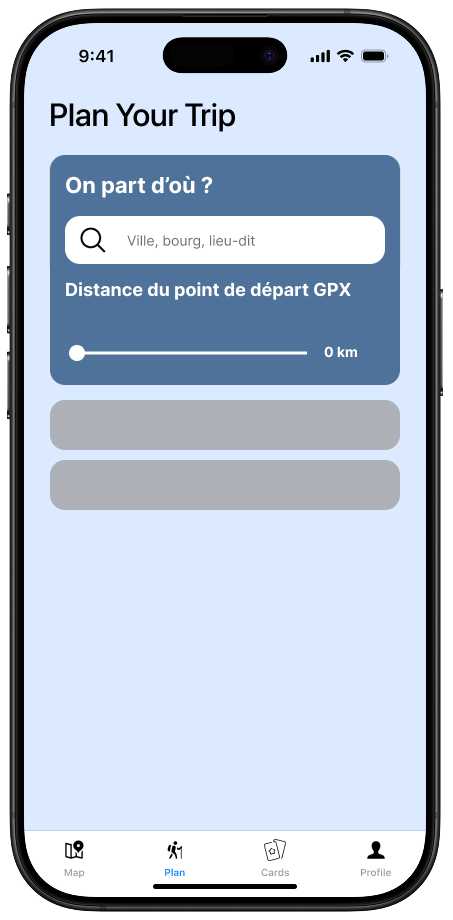 9:41
Plan Your Trip
On part d’où ?
Ville, bourg, lieu-dit
Distance du point de départ GPX
0 km
Map
Plan
Cards
Profile